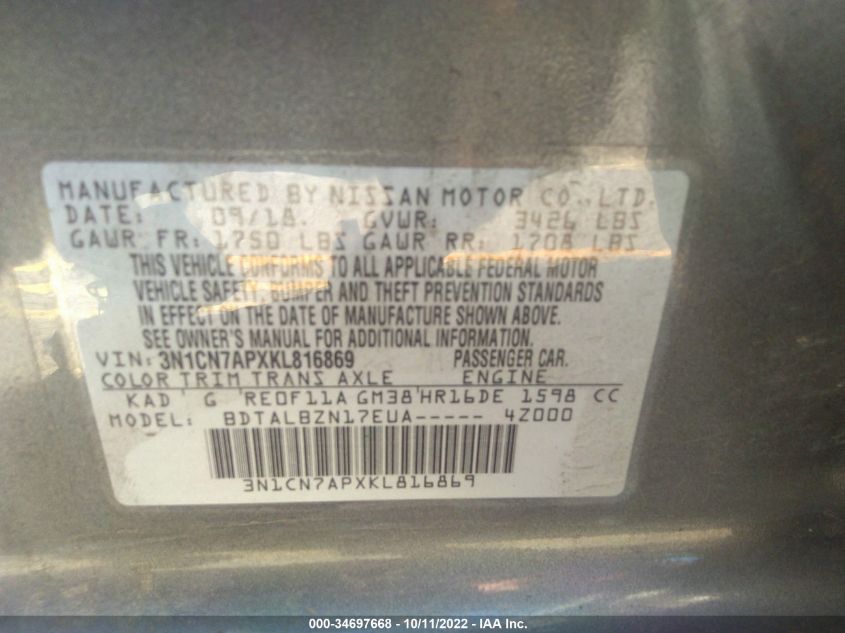 MANUFACTURED BY NISSAN MOTOR CO., LTD.
DATE: 09/18. GVWR: 3426 LBS
GAWR FR: 1750 LBS GAWR RR: 1708 LBS
THIS VEHICLE CONFORMS TO ALL APPLICABLE FEDERAL MOTOR
VEHICLE SAFETY, BUMPER AND THEFT PREVENTION STANDARDS
IN EFFECT ON THE DATE OF MANUFACTURE SHOWN ABOVE.
SEE OWNER'S MANUAL FOR ADDITIONAL INFORMATION.
VIN: 3N1CN7APXKL816869 PASSENGER CAR.
COLOR TRIM TRANS AXLE ENGINE
KAD G RE0F11A GM38 HR16DE 1598 CC
MODEL: BDTALBZN17EUA----- 4Z000
3N1CN7APXKL816869
000-34697668 - 10/11/2022 - IAA Inc.